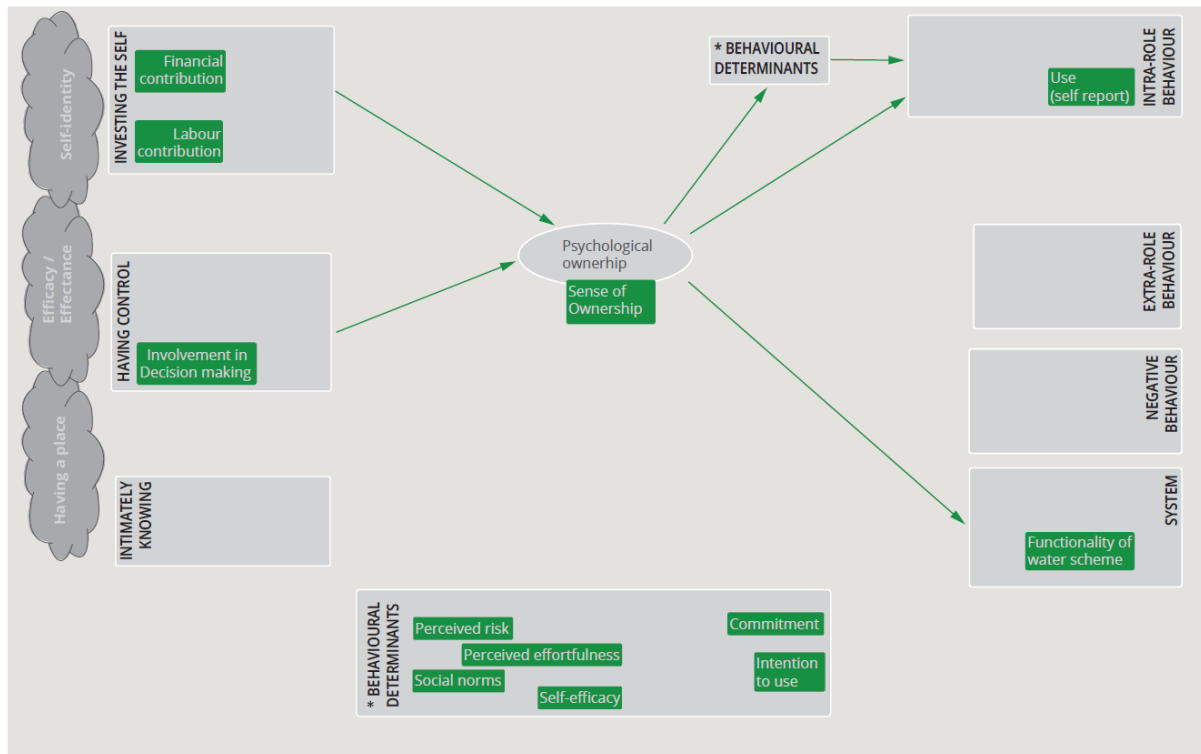 Self-identity
Efficacy /
Effectance
Having a place
INVESTING THE SELF
Financial
contribution
Labour
contribution
HAVING CONTROL
Involvement in
Decision making
INTIMATELY
KNOWING
Psychological
ownerhip
Sense of
Ownership
* BEHAVIOURAL
DETERMINANTS
INTRA-ROLE
BEHAVIOUR
Use
(self report)
EXTRA-ROLE
BEHAVIOUR
NEGATIVE
BEHAVIOUR
SYSTEM
Functionality of
water scheme
* BEHAVIOURAL
DETERMINANTS
Perceived risk
Perceived effortfulness
Social norms
Self-efficacy
Commitment
Intention
to use